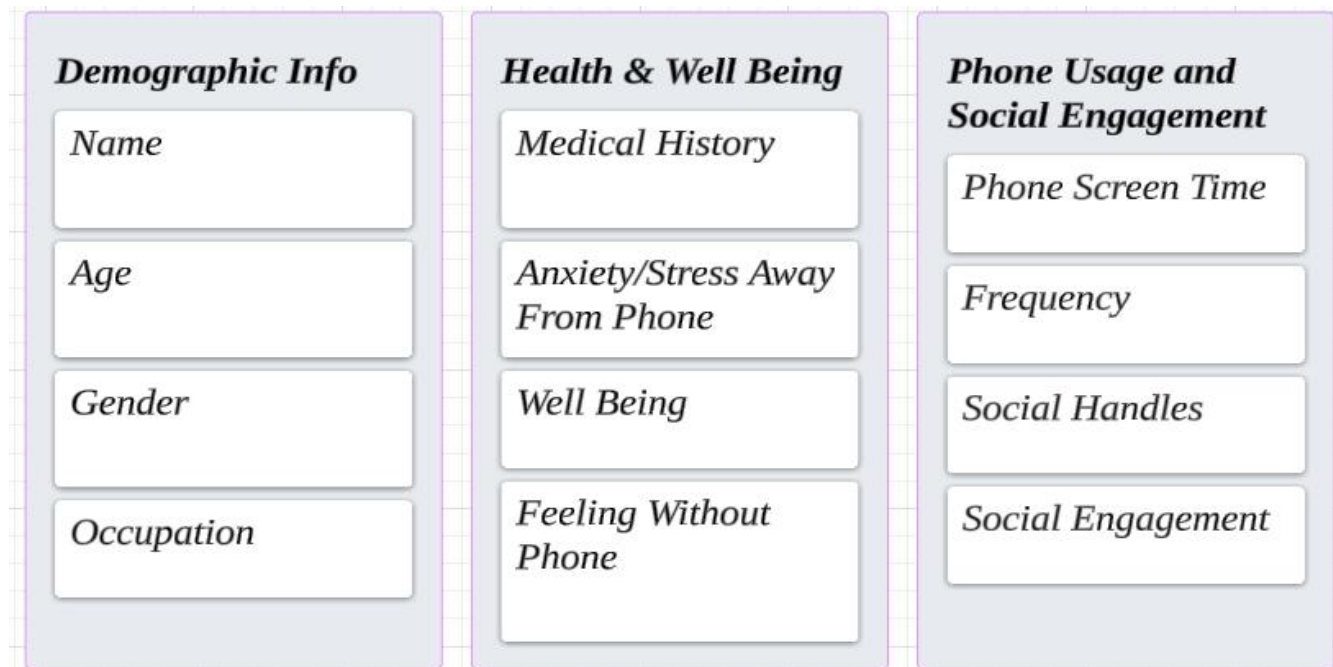 Demographic Info
Name
Age
Gender
Occupation
Health & Well Being
Medical History
Anxiety/Stress Away
From Phone
Well Being
Feeling Without
Phone
Phone Usage and
Social Engagement
Phone Screen Time
Frequency
Social Handles
Social Engagement